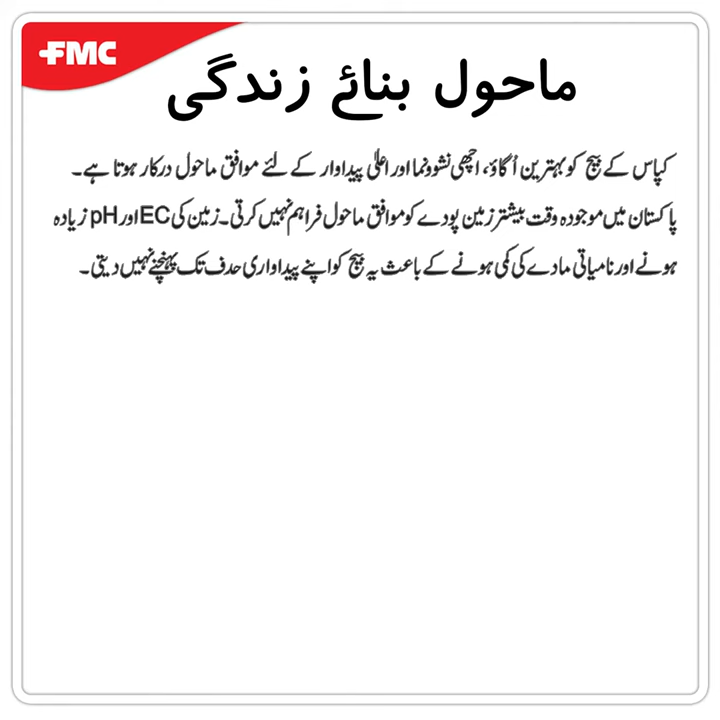 FMC
ماحول بنائے زندگی
کپاس کے بیج کو بہترین اُگاؤ، اچھی نشوونما اور اعلیٰ پیداوار کے لئے موافق ماحول درکار ہوتا ہے۔
پاکستان میں موجودہ وقت بیشتر زمین پودے کو موافق ماحول فراہم نہیں کرتی۔ زمین کی EC اور pH زیادہ
ہونے اور نامیاتی مادے کی کمی ہونے کے باعث یہ بیج کو اپنے پیداواری حدف تک پہنچنے نہیں دیتی۔